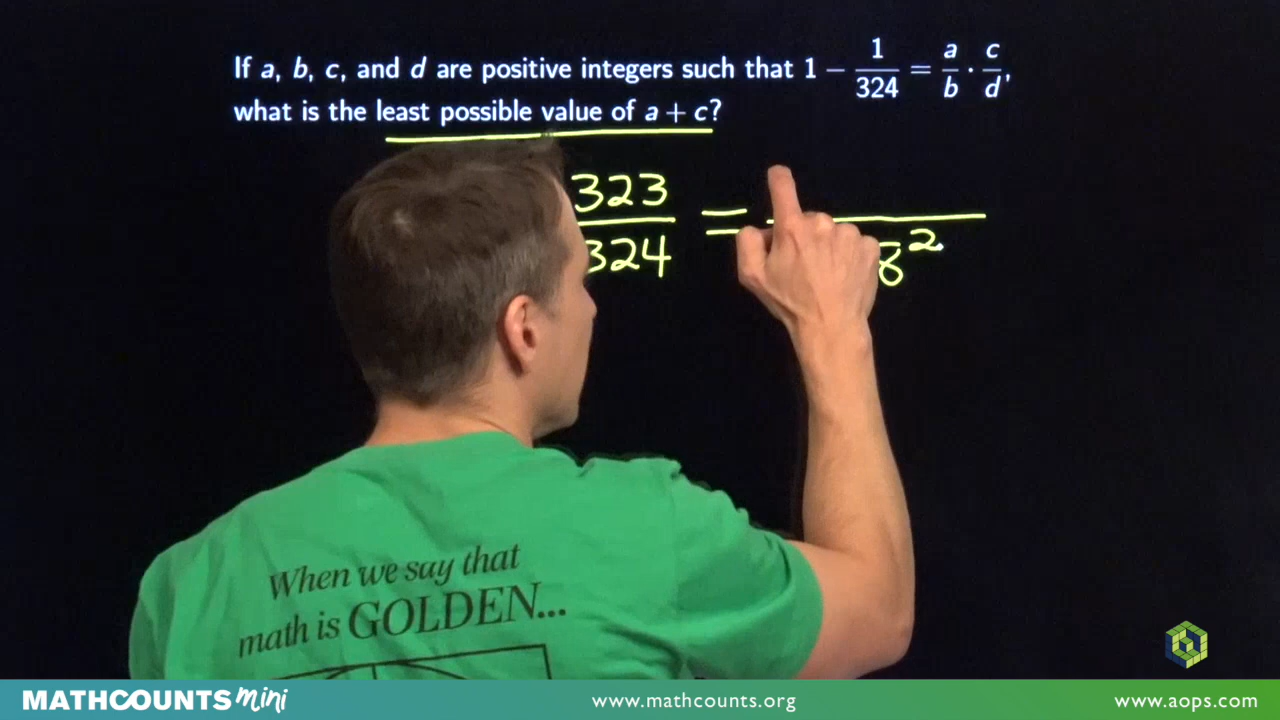 If a, b, c, and d are positive integers such that 1 − 1/324 = a/b · c/d,
what is the least possible value of a + c?
323/324 = 8²
When we say that
math is GOLDEN...
MATHCOUNTS mini
www.mathcounts.org
www.aops.com